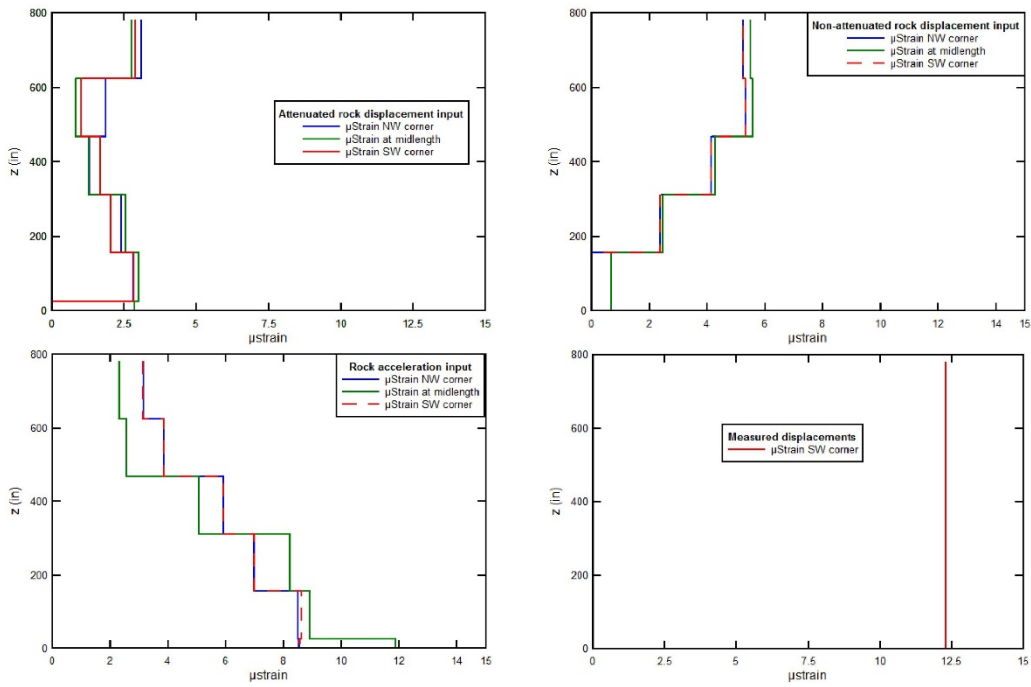 800
600
400
200
0
z (in)
Attenuated rock displacement input
µStrain NW corner
µStrain at midlength
µStrain SW corner
0 2.5 5 7.5 10 12.5 15
µstrain
800
600
400
200
0
z (in)
Non-attenuated rock displacement input
µStrain NW corner
µStrain at midlength
µStrain SW corner
0 2 4 6 8 10 12 15
µstrain
800
600
400
200
0
z (in)
Rock acceleration input
µStrain NW corner
µStrain at midlength
µStrain SW corner
0 2 4 6 8 10 12 15
µstrain
800
600
400
200
0
z (in)
Measured displacements
µStrain SW corner
0 2.5 5 7.5 10 12.5 15
µstrain